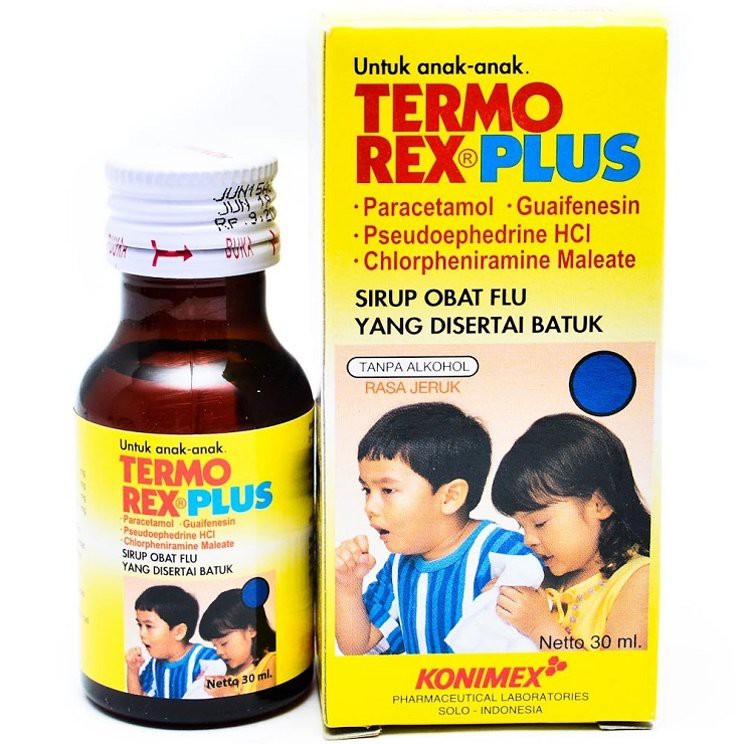 Untuk anak-anak.
TERMO
REX® PLUS
· Paracetamol · Guaifenesin
· Pseudoephedrine HCl
· Chlorpheniramine Maleate
SIRUP OBAT FLU
YANG DISERTAI BATUK
TANPA ALKOHOL
RASA JERUK
Netto 30 ml.
KONIMEX
PHARMACEUTICAL LABORATORIES
SOLO - INDONESIA
BUKA
Untuk anak-anak.
TERMO
REX® PLUS
· Paracetamol · Guaifenesin
· Pseudoephedrine HCl
· Chlorpheniramine Maleate
SIRUP OBAT FLU
YANG DISERTAI BATUK
Netto 30 ml.